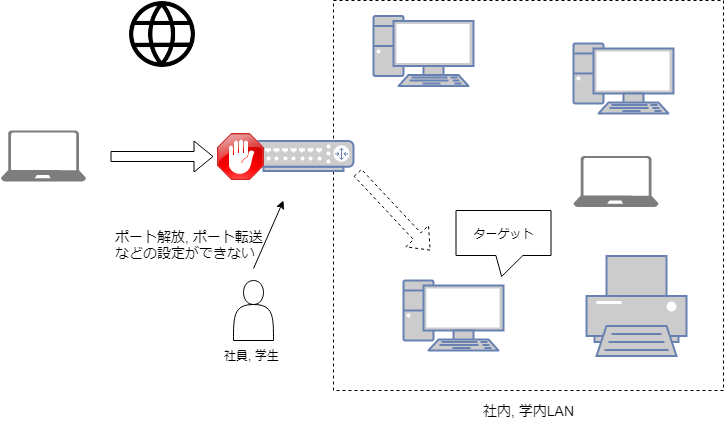 ポート解放, ポート転送
などの設定ができない
ターゲット
社員, 学生
社内, 学内LAN